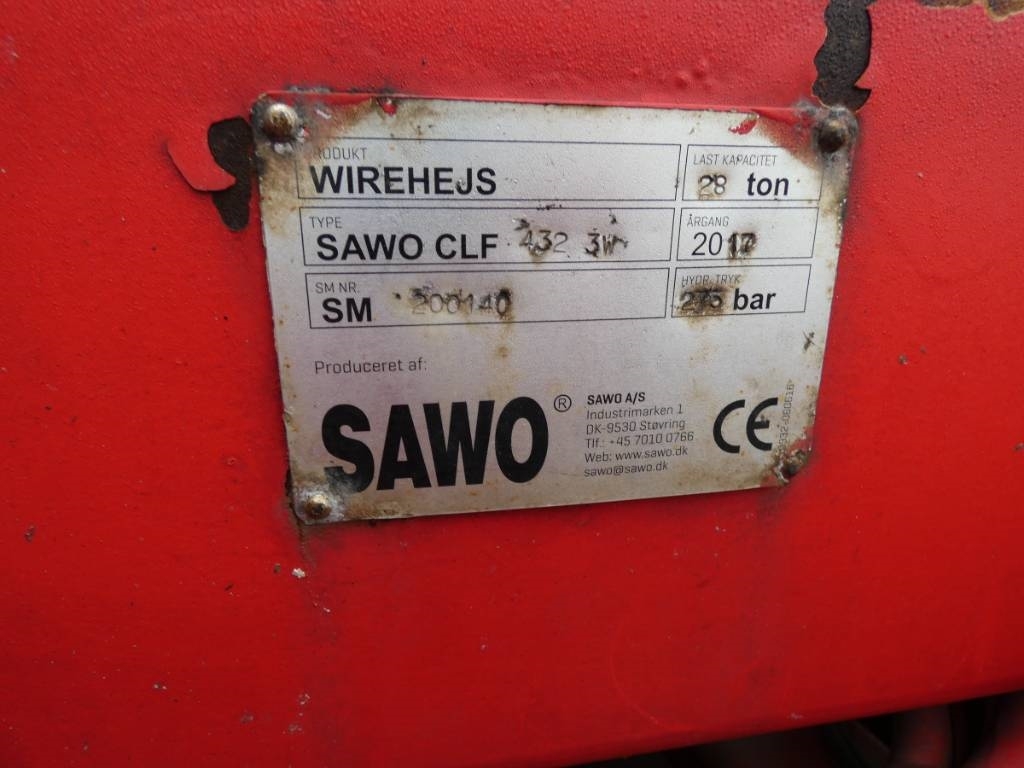 PRODUKT
WIREHEJS
LAST KAPACITET
28 ton
TYPE
SAWO CLF 432 3W
ÅRGANG
2017
SM NR.
SM 200140
HYDR. TRYK
275 bar
Produceret af:
SAWO®
SAWO A/S
Industrimarken 1
DK-9530 Støvring
Tlf.: +45 7010 0766
Web: www.sawo.dk
sawo@sawo.dk
CE